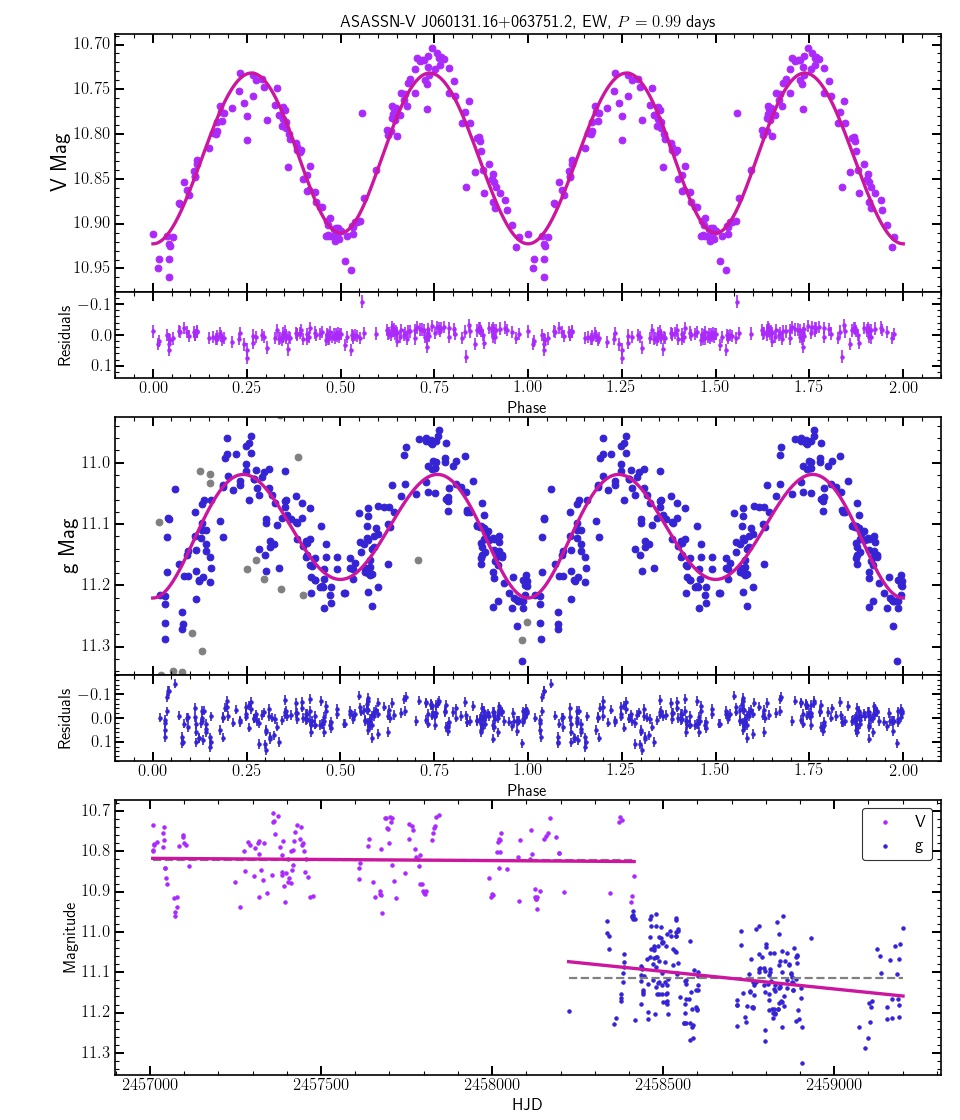 ASASSN-V J060131.16+063751.2, EW, P = 0.99 days
10.70
10.75
10.80
10.85
10.90
10.95
V Mag
−0.1
0.0
0.1
Residuals
0.00 0.25 0.50 0.75 1.00 1.25 1.50 1.75 2.00
Phase
11.0
11.1
11.2
11.3
g Mag
−0.1
0.0
0.1
Residuals
0.00 0.25 0.50 0.75 1.00 1.25 1.50 1.75 2.00
Phase
10.7
10.8
10.9
11.0
11.1
11.2
11.3
Magnitude
V
g
2457000 2457500 2458000 2458500 2459000
HJD